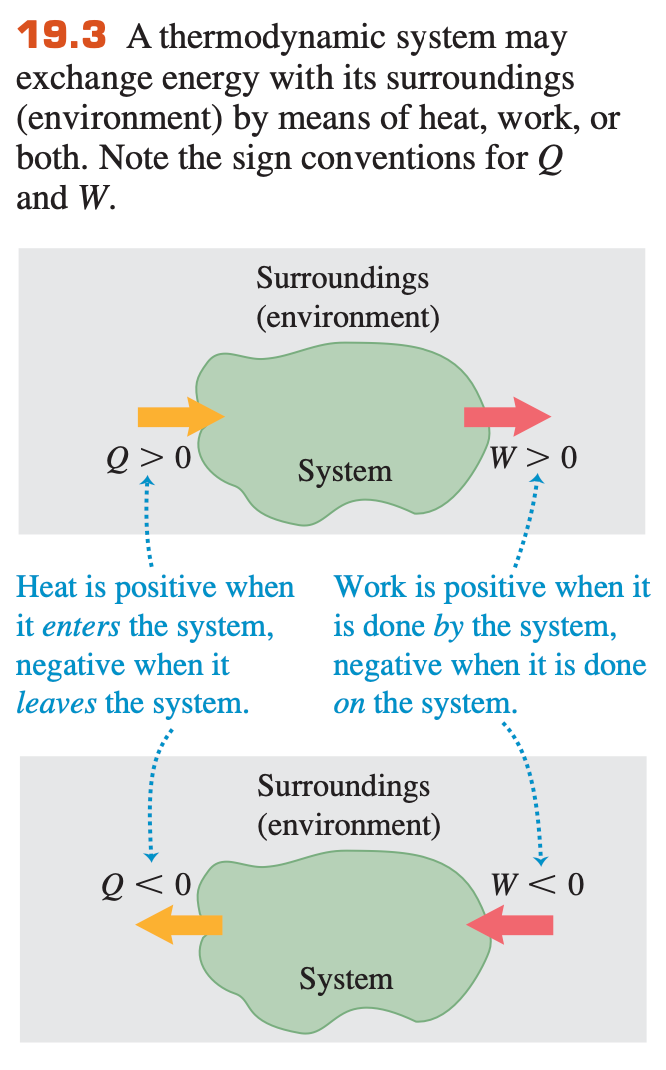 19.3 A thermodynamic system may
exchange energy with its surroundings
(environment) by means of heat, work, or
both. Note the sign conventions for Q
and W.
Surroundings
(environment)
Q > 0
System
W > 0
Heat is positive when
it enters the system,
negative when it
leaves the system.
Work is positive when it
is done by the system,
negative when it is done
on the system.
Surroundings
(environment)
Q < 0
W < 0
System